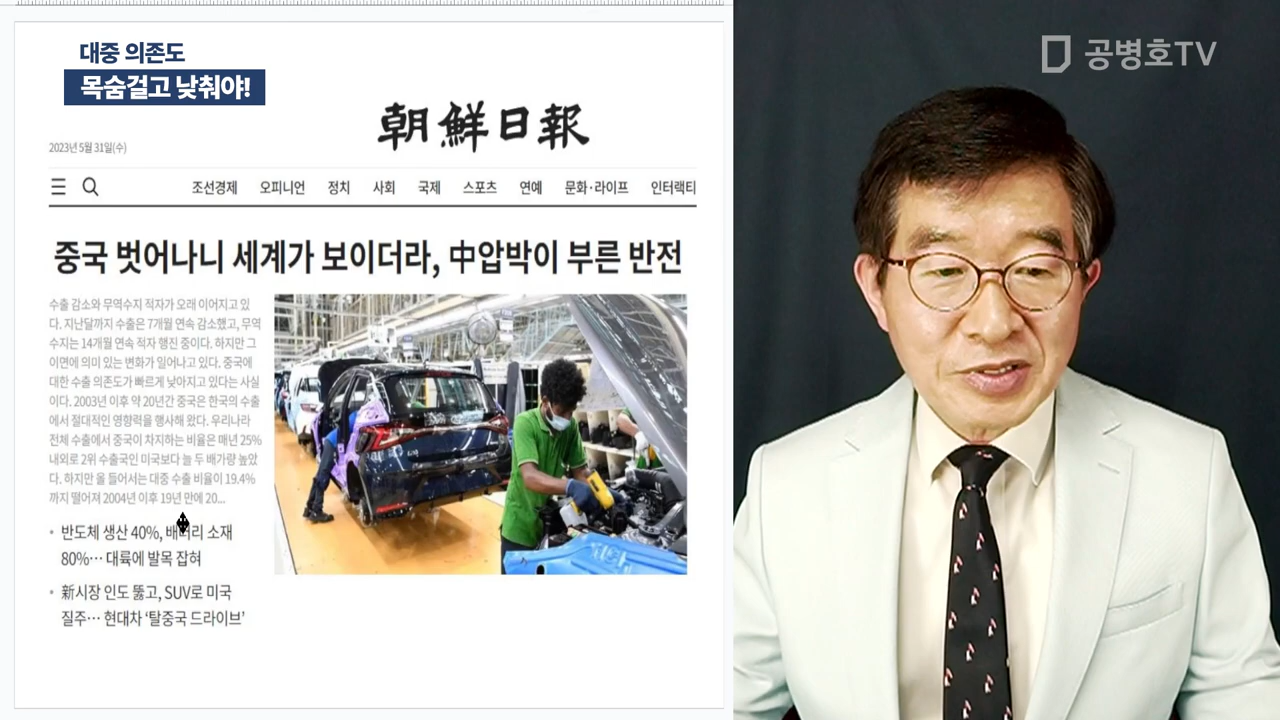 대중 의존도
목숨걸고 낮춰야!
공병호TV
朝鮮日報
2023년 5월 31일(수)
조선경제 오피니언 정치 사회 국제 스포츠 연예 문화·라이프 인터랙티
중국 벗어나니 세계가 보이더라, 中압박이 부른 반전
수출 감소와 무역수지 적자가 오래 이어지고 있
다. 지난달까지 수출은 7개월 연속 감소했고, 무역
수지는 14개월 연속 적자 행진 중이다. 하지만 그
이면에 의미 있는 변화가 일어나고 있다. 중국에
대한 수출 의존도가 빠르게 낮아지고 있다는 사실
이다. 2003년 이후 약 20년간 중국은 한국의 수출
에서 절대적인 영향력을 행사해 왔다. 우리나라
전체 수출에서 중국이 차지하는 비율은 매년 25%
내외로 2위 수출국인 미국보다 늘 두 배가량 높았
다. 하지만 올 들어서는 대중 수출 비율이 19.4%
까지 떨어져 2004년 이후 19년 만에 20...
• 반도체 생산 40%, 배터리 소재
80%… 대륙에 발목 잡혀
• 新시장 인도 뚫고, SUV로 미국
질주… 현대차 ‘탈중국 드라이브’